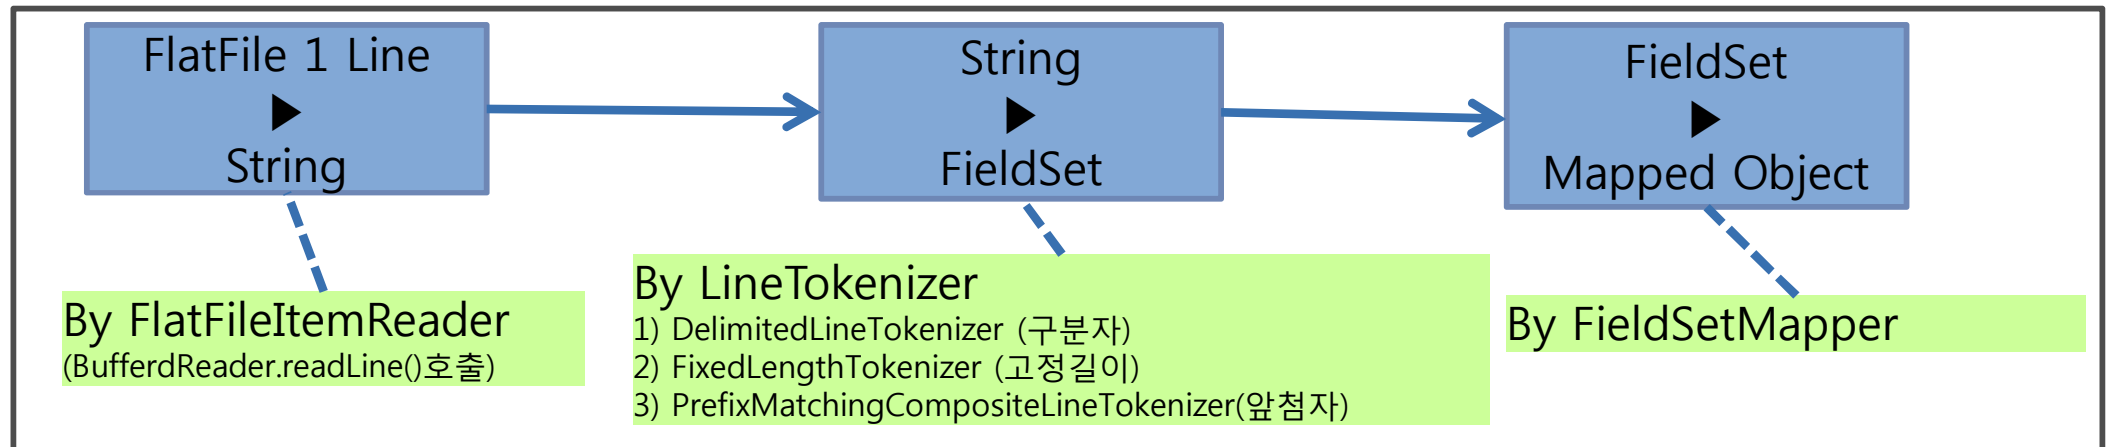 FlatFile 1 Line
▶
String
String
▶
FieldSet
FieldSet
▶
Mapped Object
By FlatFileItemReader
(BufferdReader.readLine()호출)
By LineTokenizer
1) DelimitedLineTokenizer (구분자)
2) FixedLengthTokenizer (고정길이)
3) PrefixMatchingCompositeLineTokenizer(앞첨자)
By FieldSetMapper